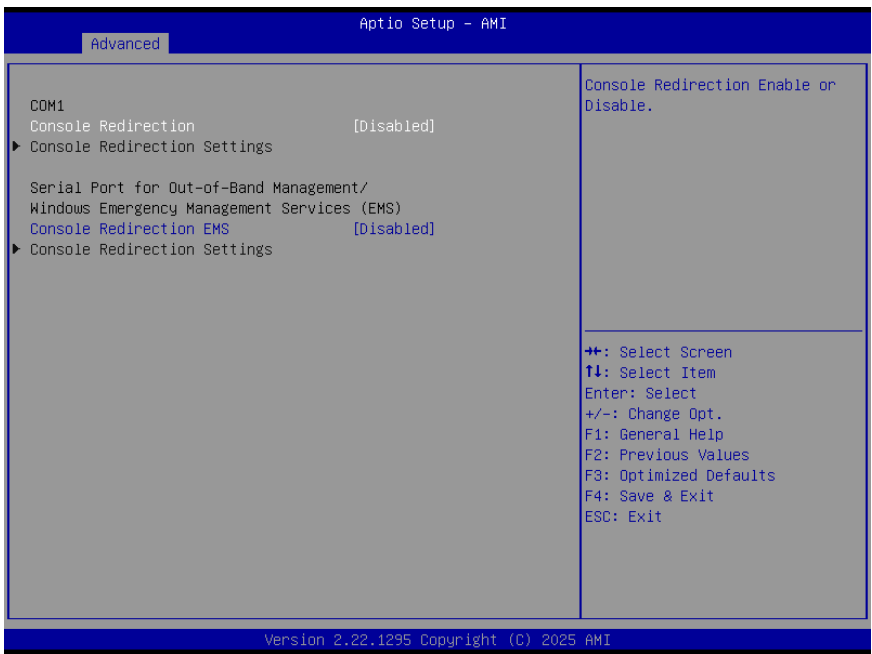 Aptio Setup – AMI
Advanced
COM1
Console Redirection [Disabled]
Console Redirection Settings
Serial Port for Out-of-Band Management/
Windows Emergency Management Services (EMS)
Console Redirection EMS [Disabled]
Console Redirection Settings
Console Redirection Enable or
Disable.
→←: Select Screen
↑↓: Select Item
Enter: Select
+/-: Change Opt.
F1: General Help
F2: Previous Values
F3: Optimized Defaults
F4: Save & Exit
ESC: Exit
Version 2.22.1295 Copyright (C) 2025 AMI